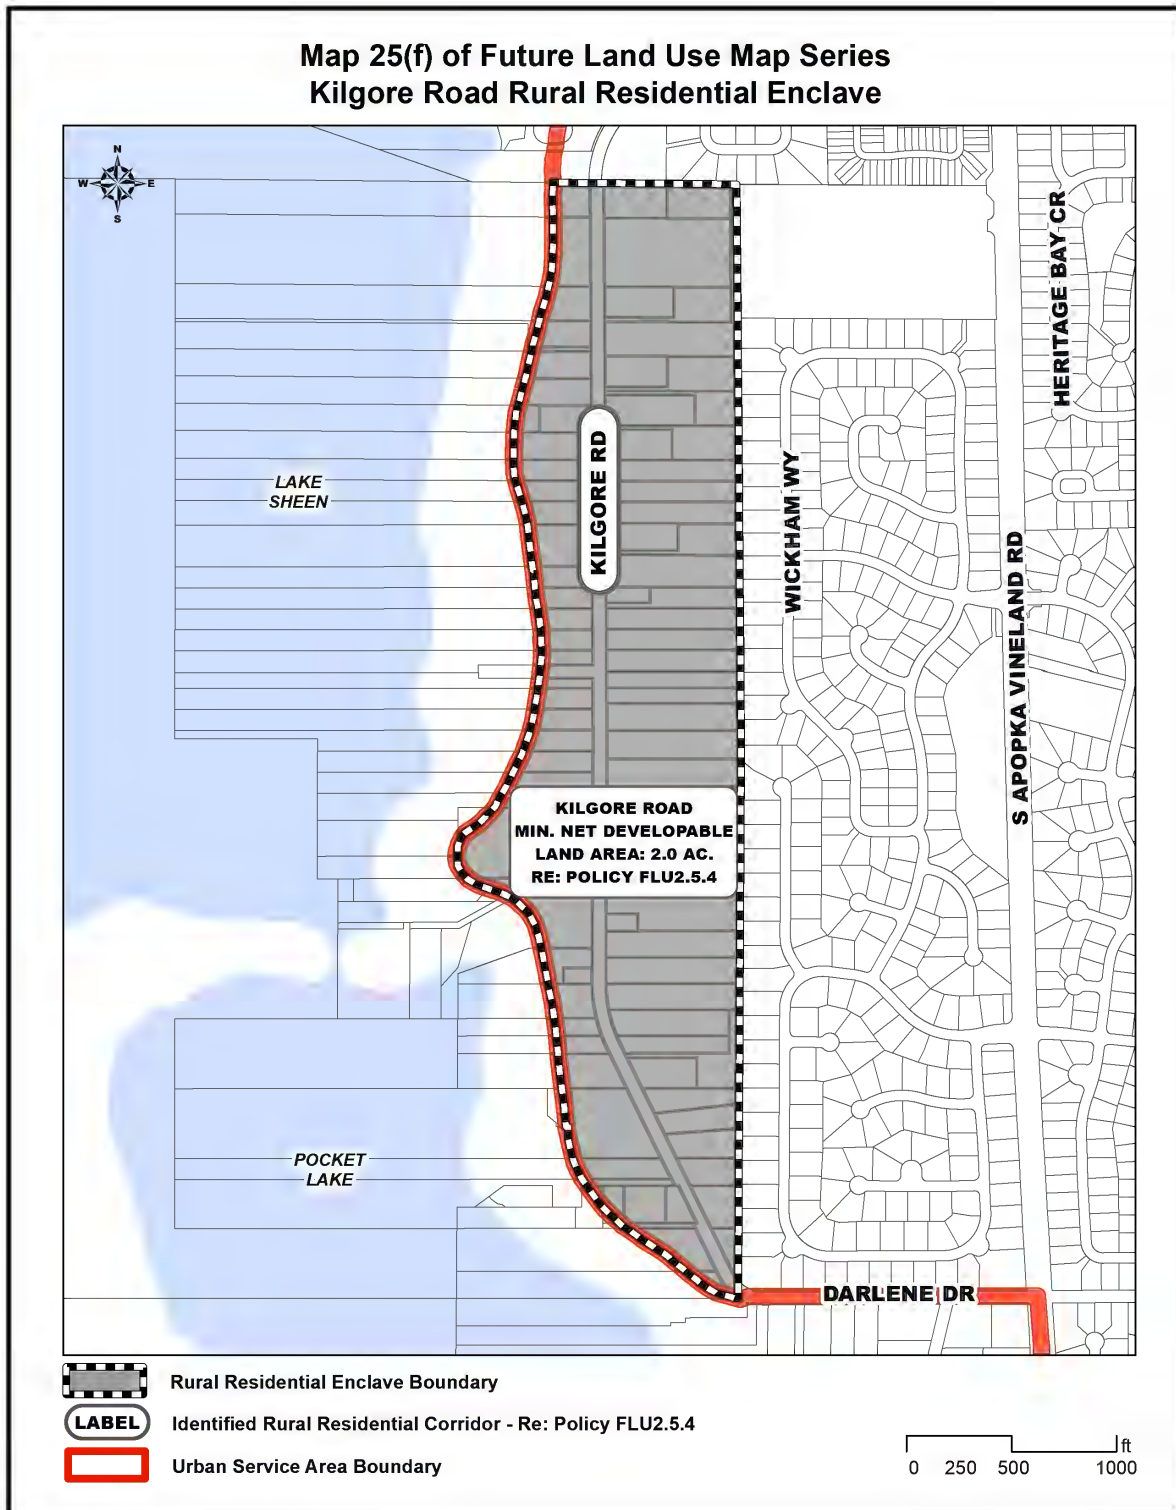 Map 25(f) of Future Land Use Map Series
Kilgore Road Rural Residential Enclave
N
W E
S
HERITAGE BAY CR
KILGORE RD
WICKHAM WY
LAKE
SHEEN
S APOPKA VINELAND RD
KILGORE ROAD
MIN. NET DEVELOPABLE
LAND AREA: 2.0 AC.
RE: POLICY FLU2.5.4
POCKET
LAKE
DARLENE DR
Rural Residential Enclave Boundary
LABEL Identified Rural Residential Corridor - Re: Policy FLU2.5.4
Urban Service Area Boundary
ft
0 250 500 1000